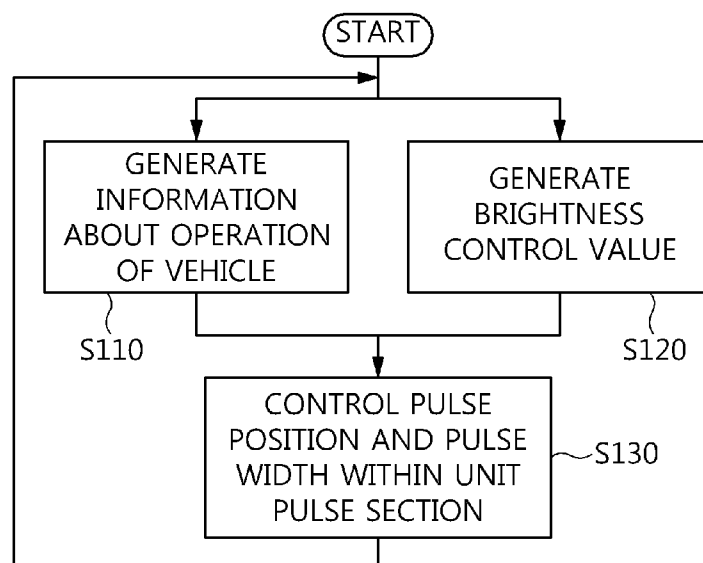 START
GENERATE
INFORMATION
ABOUT OPERATION
OF VEHICLE
GENERATE
BRIGHTNESS
CONTROL VALUE
S110
S120
CONTROL PULSE
POSITION AND PULSE
WIDTH WITHIN UNIT
PULSE SECTION
S130